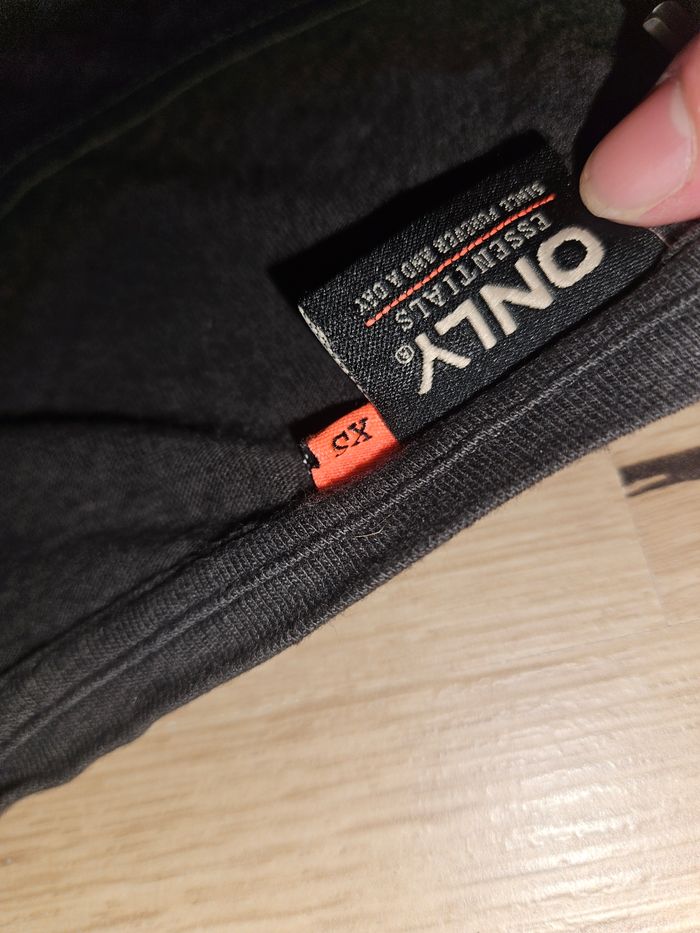 ONLY®
ESSENTIALS
SINCE FOREVER AND A DAY
XS